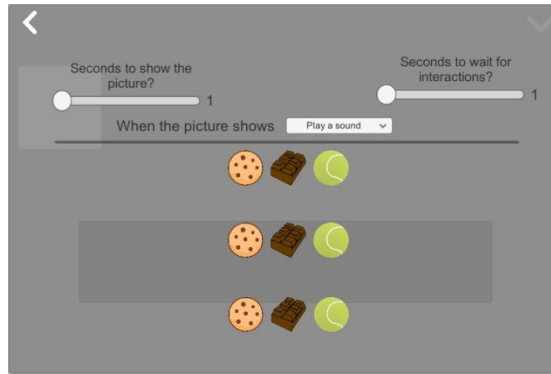 Seconds to show the
picture?
1
Seconds to wait for
interactions?
1
When the picture shows
Play a sound